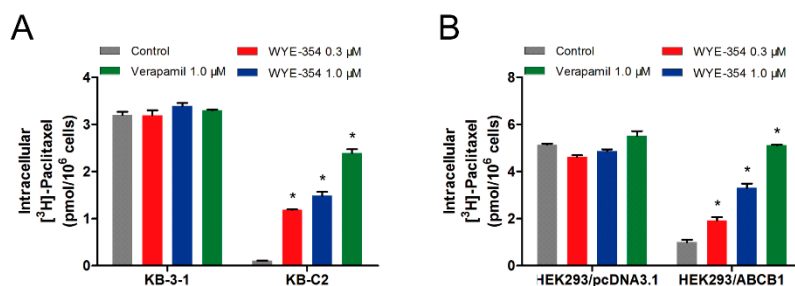 A
Control
WYE-354 0.3 µM
Verapamil 1.0 µM
WYE-354 1.0 µM
Intracellular
[³H]-Paclitaxel
(pmol/10⁶ cells)
4
3
2
1
0
*
*
*
KB-3-1
KB-C2
B
Control
WYE-354 0.3 µM
Verapamil 1.0 µM
WYE-354 1.0 µM
Intracellular
[³H]-Paclitaxel
(pmol/10⁶ cells)
8
6
4
2
0
*
*
*
HEK293/pcDNA3.1
HEK293/ABCB1